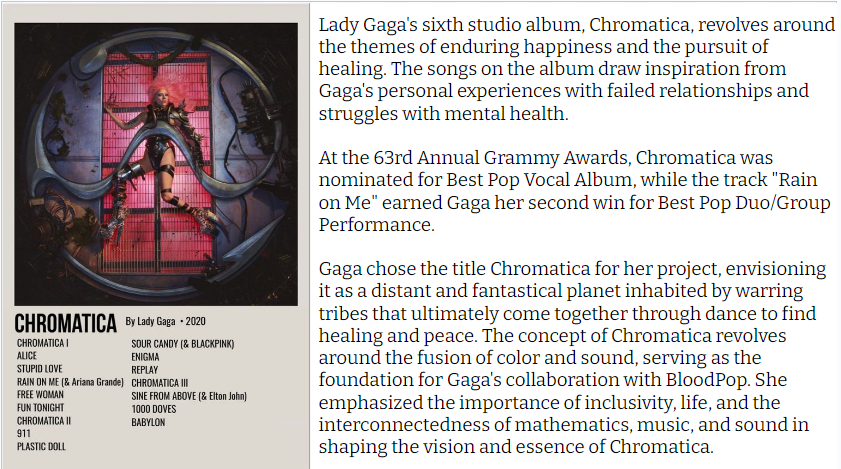 CHROMATICA By Lady Gaga • 2020
CHROMATICA I
ALICE
STUPID LOVE
RAIN ON ME (& Ariana Grande)
FREE WOMAN
FUN TONIGHT
CHROMATICA II
911
PLASTIC DOLL
SOUR CANDY (& BLACKPINK)
ENIGMA
REPLAY
CHROMATICA III
SINE FROM ABOVE (& Elton John)
1000 DOVES
BABYLON
Lady Gaga's sixth studio album, Chromatica, revolves around
the themes of enduring happiness and the pursuit of
healing. The songs on the album draw inspiration from
Gaga's personal experiences with failed relationships and
struggles with mental health.
At the 63rd Annual Grammy Awards, Chromatica was
nominated for Best Pop Vocal Album, while the track "Rain
on Me" earned Gaga her second win for Best Pop Duo/Group
Performance.
Gaga chose the title Chromatica for her project, envisioning
it as a distant and fantastical planet inhabited by warring
tribes that ultimately come together through dance to find
healing and peace. The concept of Chromatica revolves
around the fusion of color and sound, serving as the
foundation for Gaga's collaboration with BloodPop. She
emphasized the importance of inclusivity, life, and the
interconnectedness of mathematics, music, and sound in
shaping the vision and essence of Chromatica.